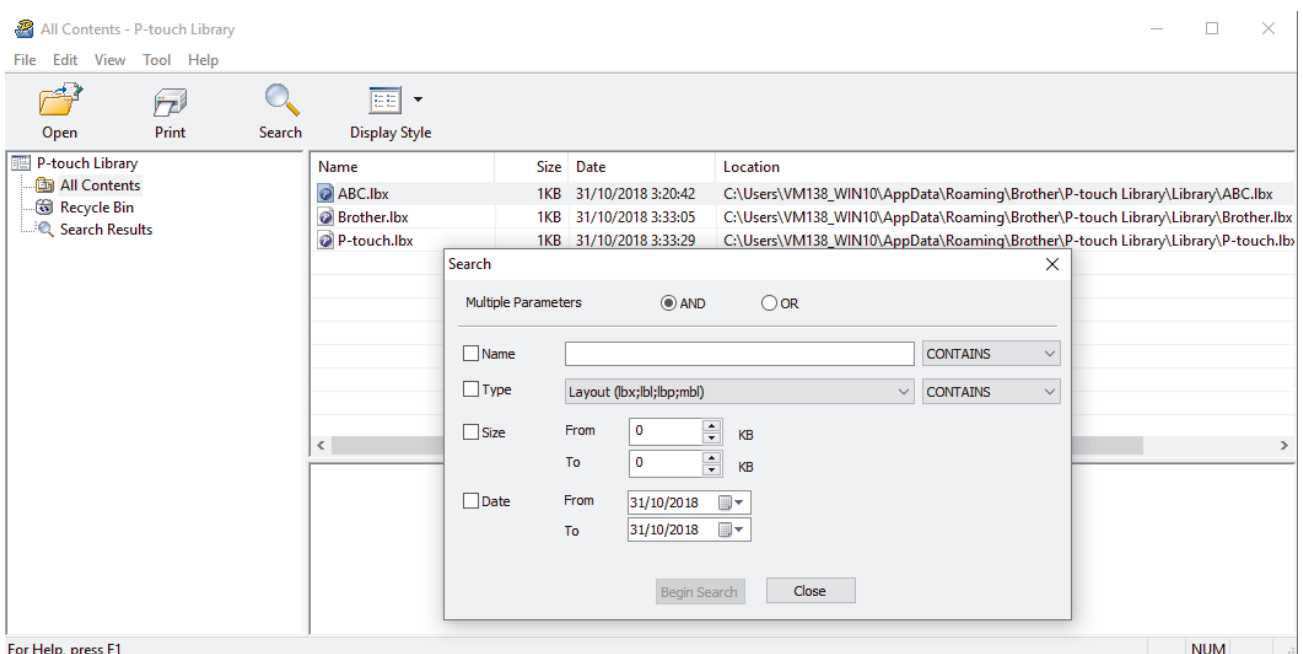 All Contents - P-touch Library
File Edit View Tool Help
Open Print Search Display Style
P-touch Library
All Contents
Recycle Bin
Search Results
Name Size Date Location
ABC.lbx 1KB 31/10/2018 3:20:42 C:\Users\VM138_WIN10\AppData\Roaming\Brother\P-touch Library\Library\ABC.lbx
Brother.lbx 1KB 31/10/2018 3:33:05 C:\Users\VM138_WIN10\AppData\Roaming\Brother\P-touch Library\Library\Brother.lbx
P-touch.lbx 1KB 31/10/2018 3:33:29 C:\Users\VM138_WIN10\AppData\Roaming\Brother\P-touch Library\Library\P-touch.lbx
Search
Multiple Parameters AND OR
Name CONTAINS
Type Layout (lbx;lbl;lbp;mbl) CONTAINS
Size From 0 KB
To 0 KB
Date From 31/10/2018
To 31/10/2018
Begin Search Close
For Help, press F1 NUM